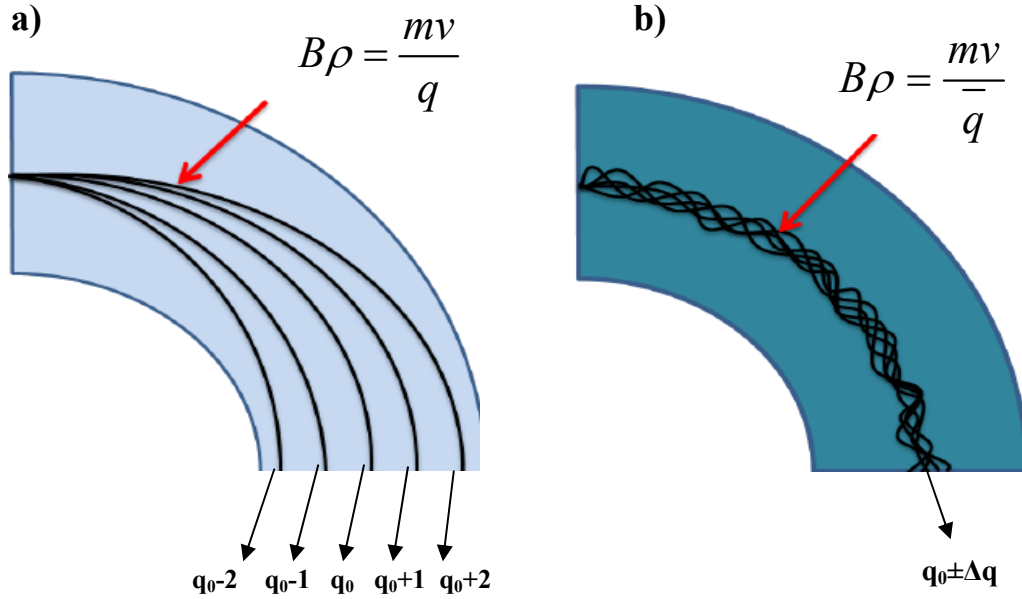 a)
Bρ = mv / q
q₀-2 q₀-1 q₀ q₀+1 q₀+2
b)
Bρ = mv / q̅
q₀±Δq